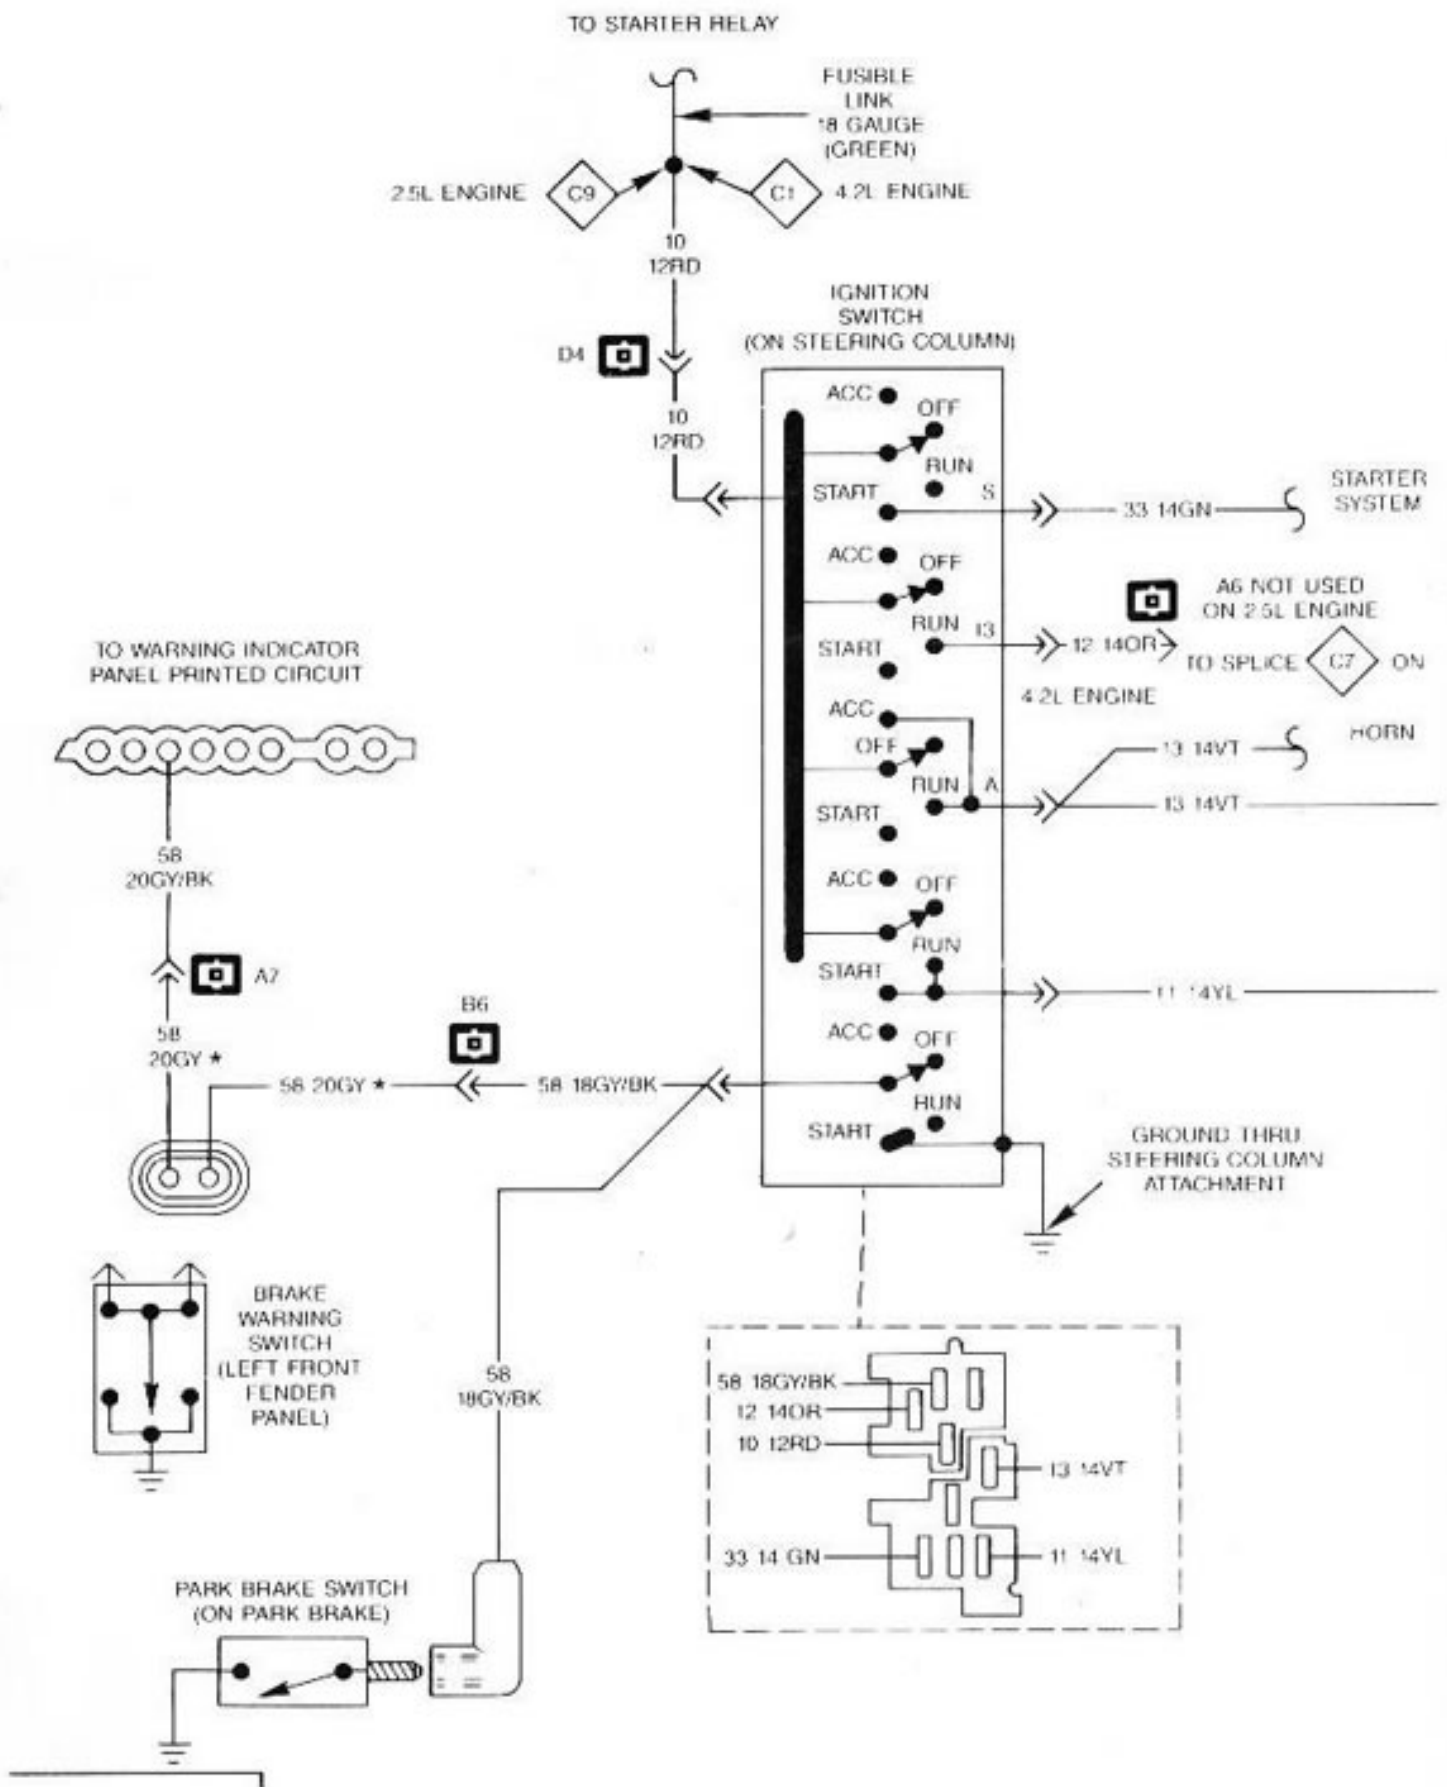 TO STARTER RELAY
FUSIBLE
LINK
18 GAUGE
(GREEN)
2.5L ENGINE
C9
C1
4.2L ENGINE
10
12RD
IGNITION
SWITCH
(ON STEERING COLUMN)
D4
10
12RD
ACC
OFF
RUN
START
S
33 14GN
STARTER
SYSTEM
ACC
OFF
RUN
I3
START
12 14OR
A6 NOT USED
ON 2.5L ENGINE
TO SPLICE
C7
ON
4.2L ENGINE
TO WARNING INDICATOR
PANEL PRINTED CIRCUIT
ACC
OFF
RUN
A
START
13 14VT
HORN
13 14VT
58
20GY/BK
ACC
OFF
RUN
START
11 14YL
A7
58
20GY *
B6
58 20GY *
58 18GY/BK
ACC
OFF
RUN
START
GROUND THRU
STEERING COLUMN
ATTACHMENT
BRAKE
WARNING
SWITCH
(LEFT FRONT
FENDER
PANEL)
58
18GY/BK
58 18GY/BK
12 14OR
10 12RD
13 14VT
33 14 GN
11 14YL
PARK BRAKE SWITCH
(ON PARK BRAKE)